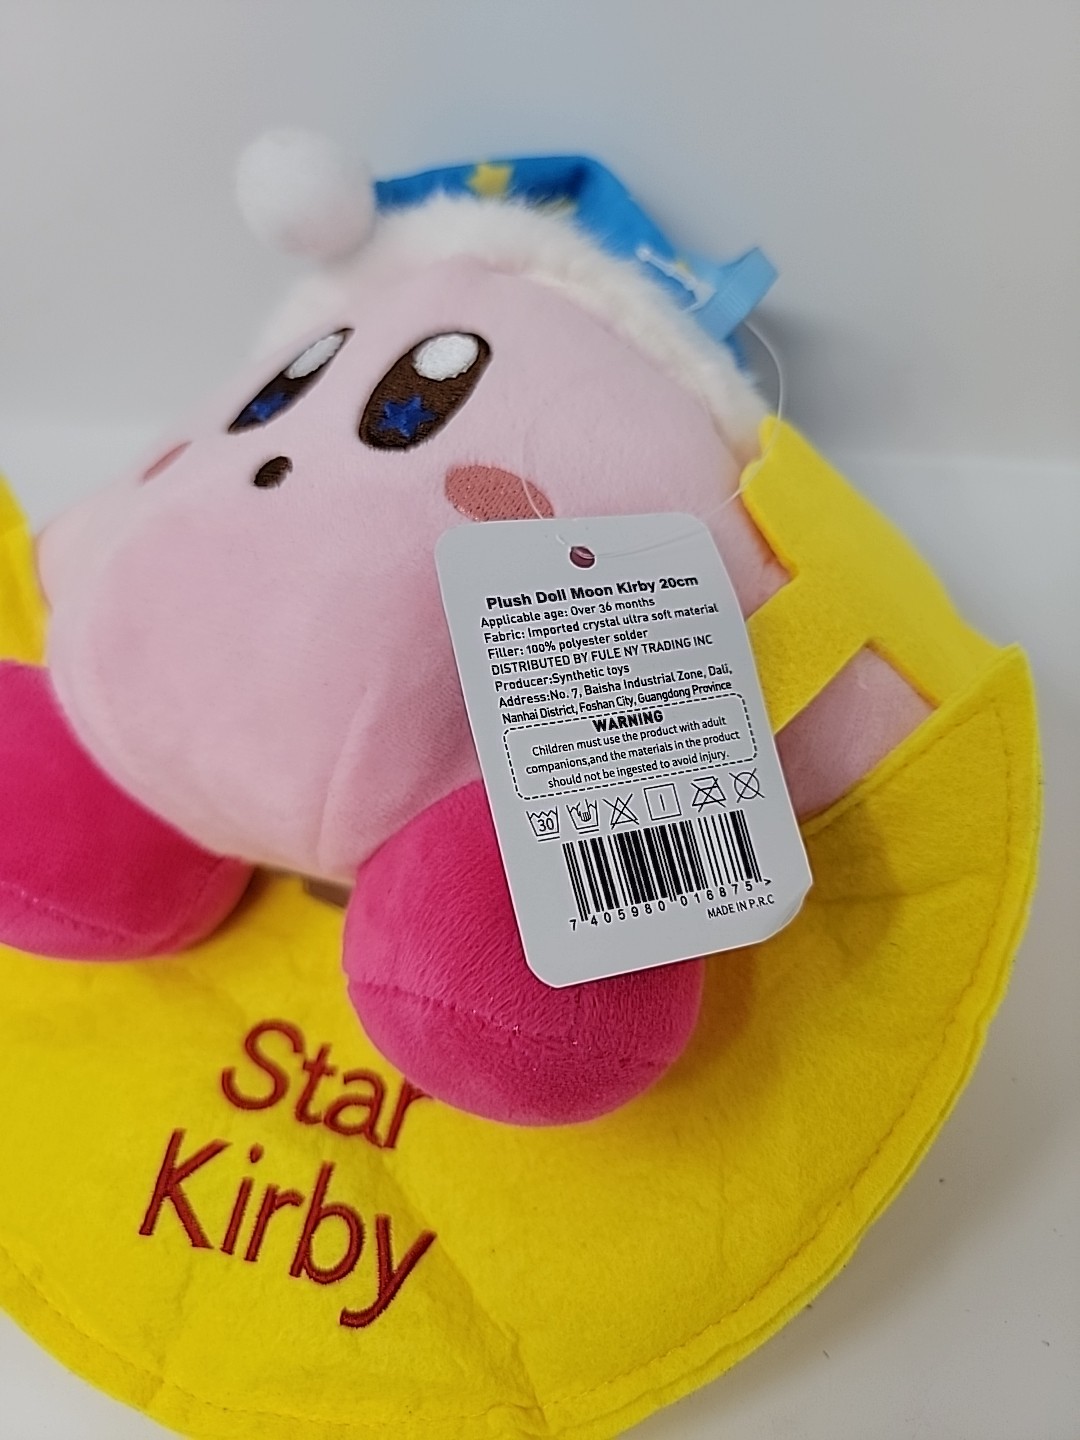 Plush Doll Moon Kirby 20cm
Applicable age: Over 36 months
Fabric: Imported crystal ultra soft material
Filler: 100% polyester solder
DISTRIBUTED BY FULE NY TRADING INC
Producer:Synthetic toys
Address:No. 7, Baisha Industrial Zone, Dali,
Nanhai District, Foshan City, Guangdong Province
WARNING
Children must use the product with adult
companions,and the materials in the product
should not be ingested to avoid injury.
30
7 405980 016875 >
MADE IN P.R.C
Star
Kirby